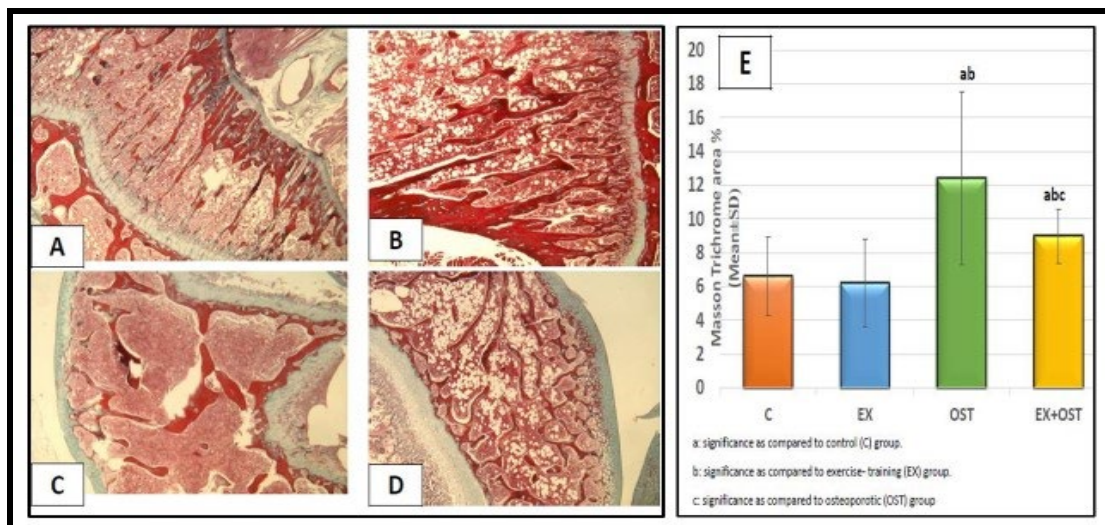 A
B
C
D
E
Masson Trichrome area %
(Mean±SD)
20
18
16
14
12
10
8
6
4
2
0
ab
abc
C EX OST EX+OST
a: significance as compared to control (C) group.
b: significance as compared to exercise- training (EX) group.
c: significance as compared to osteoporotic (OST) group